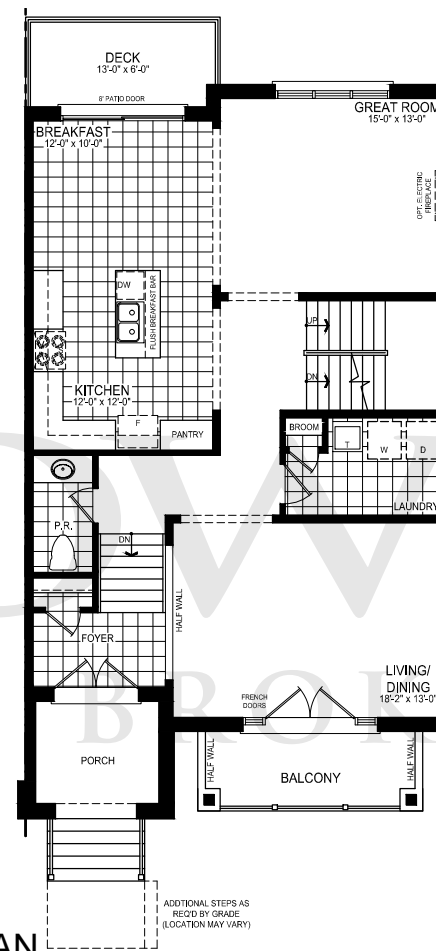 DECK
13'-0" x 6'-0"
8' PATIO DOOR
BREAKFAST
12'-0" x 10'-0"
GREAT ROOM
15'-0" x 13'-0"
OPT. ELECTRIC
FIREPLACE
DW
FLUSH BREAKFAST BAR
UP
DN
KITCHEN
12'-0" x 12'-0"
F
PANTRY
BROOM
T
W
D
LAUNDRY
P.R.
DN
HALF WALL
FOYER
LIVING/
DINING
18'-2" x 13'-0"
FRENCH
DOORS
BROK
PORCH
HALF WALL
BALCONY
HALF WALL
ADDTIONAL STEPS AS
REQ'D BY GRADE
(LOCATION MAY VARY)
AN